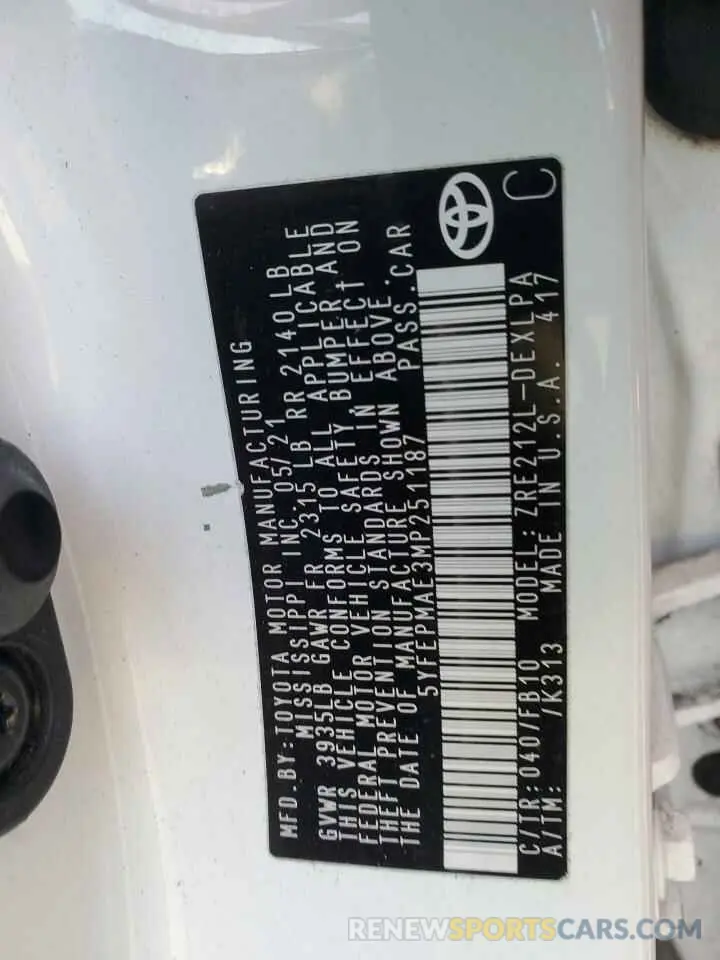 MFD.BY:TOYOTA MOTOR MANUFACTURING
MISSISSIPPI INC. 05/21
GVWR 3935LB GAWR FR 2315 LB RR 2140 LB
THIS VEHICLE CONFORMS TO ALL APPLICABLE
FEDERAL MOTOR VEHICLE SAFETY BUMPER AND
THEFT PREVENTION STANDARDS IN EFFECT ON
THE DATE OF MANUFACTURE SHOWN ABOVE.
5YFEPMAE3MP251187 PASS.CAR
C/TR:040/FB10 MODEL:ZRE212L-DEXLPA
A/TM: /K313 MADE IN U.S.A. 417
C
RENEWSPORTSCARS.COM